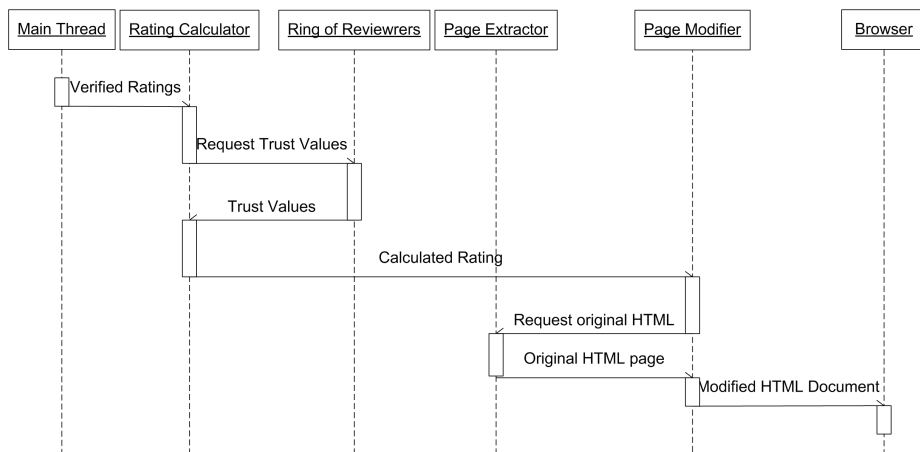 Main Thread
Rating Calculator
Ring of Reviewrers
Page Extractor
Page Modifier
Browser
Verified Ratings
Request Trust Values
Trust Values
Calculated Rating
Request original HTML
Original HTML page
Modified HTML Document